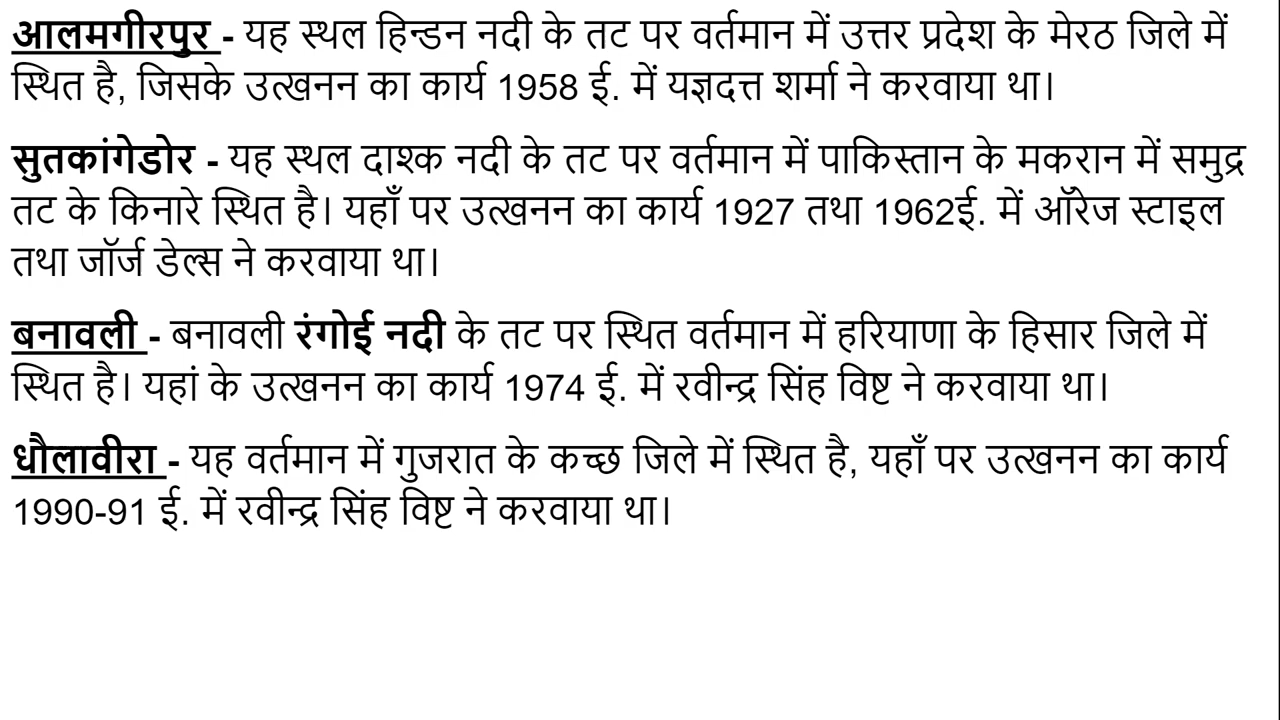 आलमगीरपुर - यह स्थल हिन्डन नदी के तट पर वर्तमान में उत्तर प्रदेश के मेरठ जिले में
स्थित है, जिसके उत्खनन का कार्य 1958 ई. में यज्ञदत्त शर्मा ने करवाया था।
सुतकांगेडोर - यह स्थल दाश्क नदी के तट पर वर्तमान में पाकिस्तान के मकरान में समुद्र
तट के किनारे स्थित है। यहाँ पर उत्खनन का कार्य 1927 तथा 1962ई. में ऑरेज स्टाइल
तथा जॉर्ज डेल्स ने करवाया था।
बनावली - बनावली रंगोई नदी के तट पर स्थित वर्तमान में हरियाणा के हिसार जिले में
स्थित है। यहां के उत्खनन का कार्य 1974 ई. में रवीन्द्र सिंह विष्ट ने करवाया था।
धौलावीरा - यह वर्तमान में गुजरात के कच्छ जिले में स्थित है, यहाँ पर उत्खनन का कार्य
1990-91 ई. में रवीन्द्र सिंह विष्ट ने करवाया था।